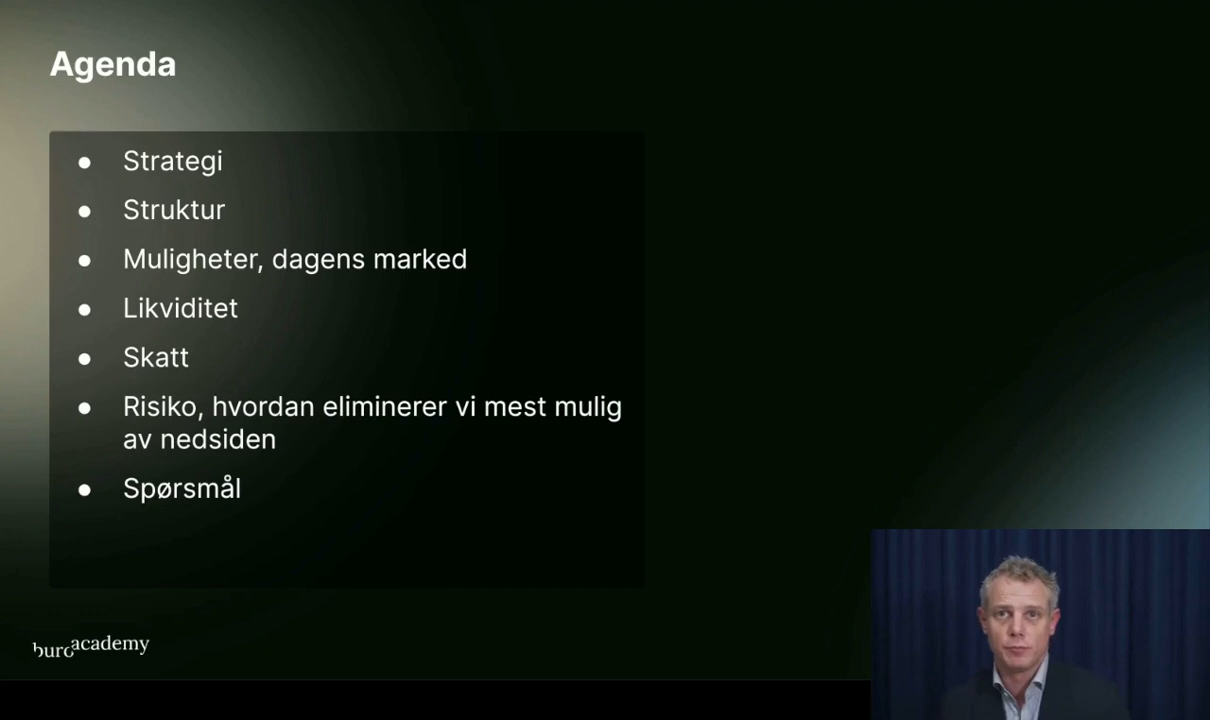 Agenda
● Strategi
● Struktur
● Muligheter, dagens marked
● Likviditet
● Skatt
● Risiko, hvordan eliminerer vi mest mulig
av nedsiden
● Spørsmål
buroacademy